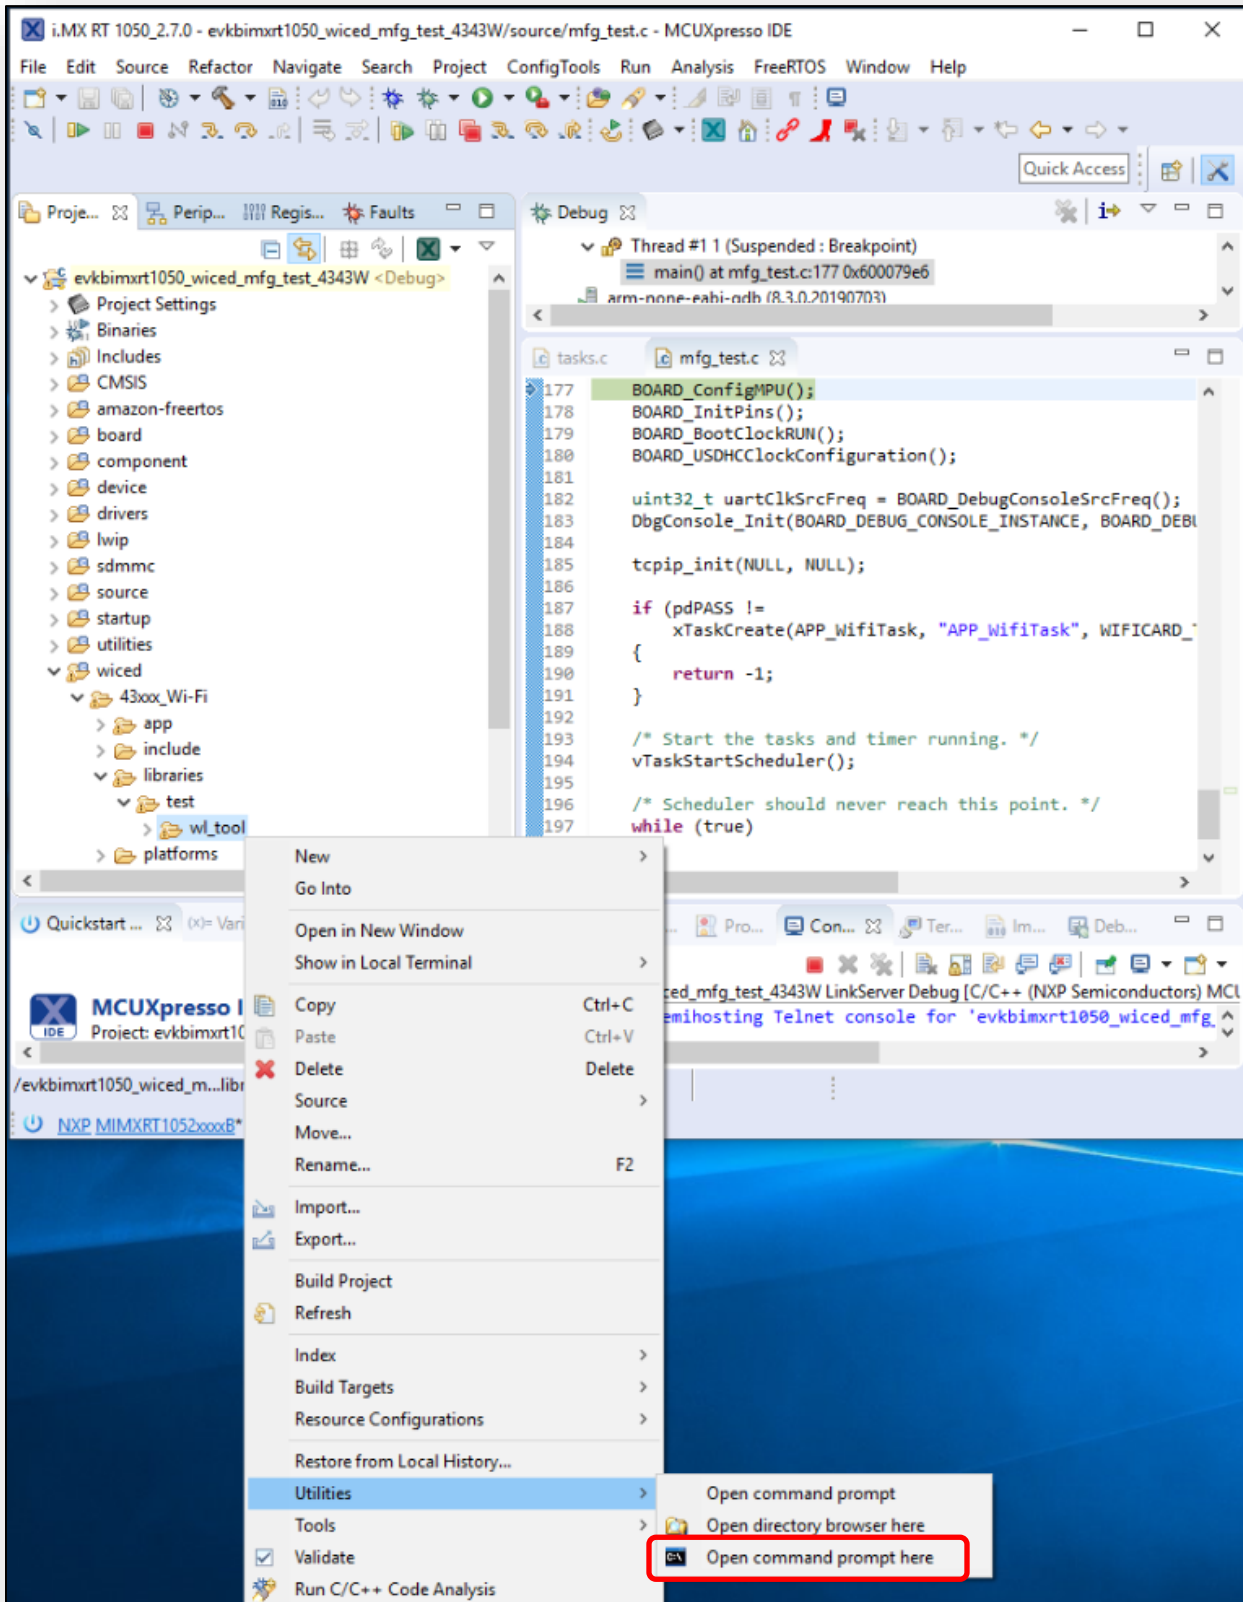 i.MX RT 1050_2.7.0 - evkbimxrt1050_wiced_mfg_test_4343W/source/mfg_test.c - MCUXpresso IDE
File Edit Source Refactor Navigate Search Project ConfigTools Run Analysis FreeRTOS Window Help
Quick Access
Proje... Perip... Regis... Faults
evkbimxrt1050_wiced_mfg_test_4343W <Debug>
Project Settings
Binaries
Includes
CMSIS
amazon-freertos
board
component
device
drivers
lwip
sdmmc
source
startup
utilities
wiced
43xxx_Wi-Fi
app
include
libraries
test
wl_tool
platforms
Debug
Thread #1 1 (Suspended : Breakpoint)
main() at mfg_test.c:177 0x600079e6
arm-none-eabi-gdb (8.3.0.20190703)
tasks.c mfg_test.c
177 BOARD_ConfigMPU();
178 BOARD_InitPins();
179 BOARD_BootClockRUN();
180 BOARD_USDHCClockConfiguration();
181
182 uint32_t uartClkSrcFreq = BOARD_DebugConsoleSrcFreq();
183 DbgConsole_Init(BOARD_DEBUG_CONSOLE_INSTANCE, BOARD_DEBU
184
185 tcpip_init(NULL, NULL);
186
187 if (pdPASS !=
188 xTaskCreate(APP_WifiTask, "APP_WifiTask", WIFICARD_
189 {
190 return -1;
191 }
192
193 /* Start the tasks and timer running. */
194 vTaskStartScheduler();
195
196 /* Scheduler should never reach this point. */
197 while (true)
Quickstart ... (x)= Vari
MCUXpresso I
IDE
Project: evkbimxrt10
/evkbimxrt1050_wiced_m...libr
NXP MIMXRT1052xxxxB*
... Pro... Con... Ter... Im... Deb...
ced_mfg_test_4343W LinkServer Debug [C/C++ (NXP Semiconductors) MCU
emihosting Telnet console for 'evkbimxrt1050_wiced_mfg_
New
Go Into
Open in New Window
Show in Local Terminal
Copy Ctrl+C
Paste Ctrl+V
Delete Delete
Source
Move...
Rename... F2
Import...
Export...
Build Project
Refresh
Index
Build Targets
Resource Configurations
Restore from Local History...
Utilities
Tools
Validate
Run C/C++ Code Analysis
Open command prompt
Open directory browser here
Open command prompt here